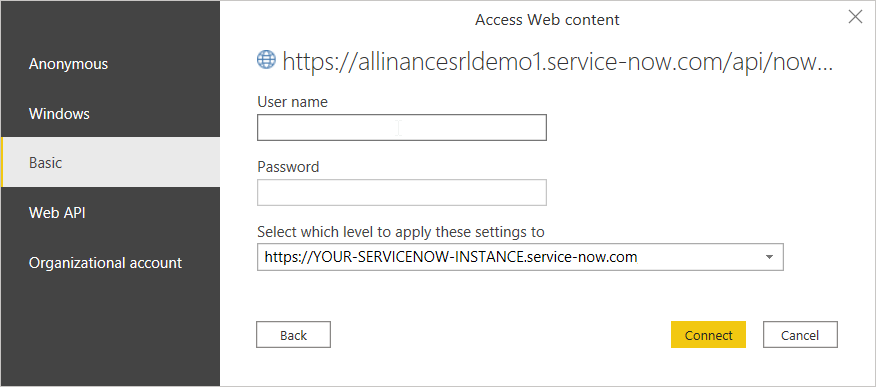 Access Web content
Anonymous
Windows
Basic
Web API
Organizational account
https://allinancesrldemo1.service-now.com/api/now...
User name
Password
Select which level to apply these settings to
https://YOUR-SERVICENOW-INSTANCE.service-now.com
Back
Connect
Cancel